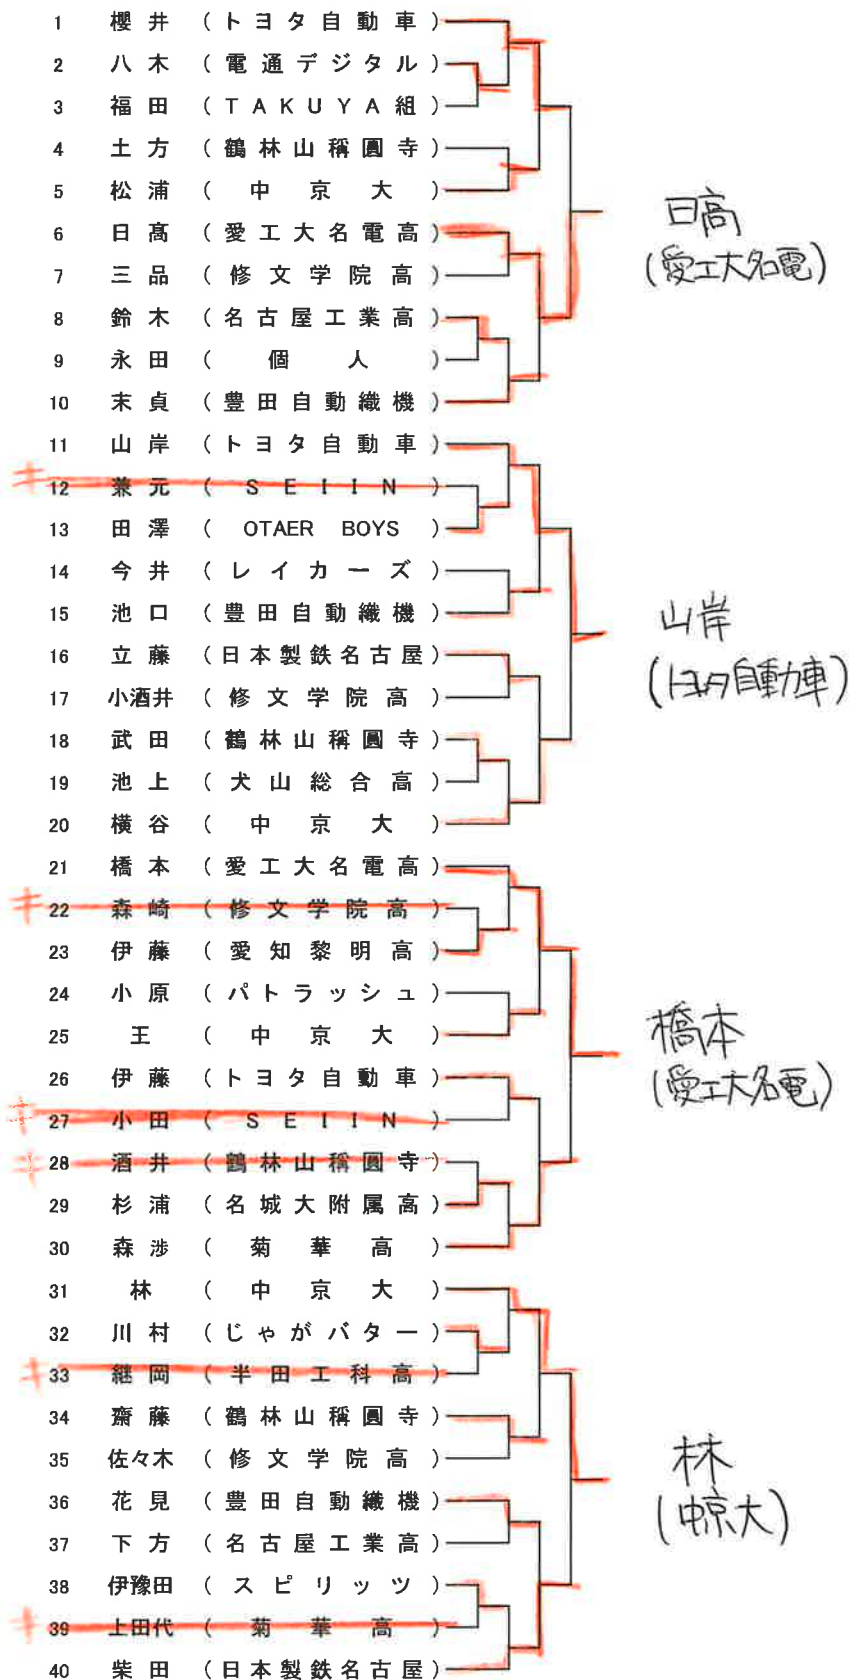 1 櫻井 (トヨタ自動車)
2 八木 (電通デジタル)
3 福田 (TAKUYA組)
4 土方 (鶴林山稱圓寺)
5 松浦 (中京大)
6 日髙 (愛工大名電高)
7 三品 (修文学院高)
8 鈴木 (名古屋工業高)
9 永田 (個人)
10 末貞 (豊田自動織機)
日高
(愛工大名電)
11 山岸 (トヨタ自動車)
12 兼元 (SEIIN)
13 田澤 (OTAER BOYS)
14 今井 (レイカーズ)
15 池口 (豊田自動織機)
16 立藤 (日本製鉄名古屋)
17 小酒井 (修文学院高)
18 武田 (鶴林山稱圓寺)
19 池上 (犬山総合高)
20 横谷 (中京大)
山岸
(トヨタ自動車)
21 橋本 (愛工大名電高)
22 森崎 (修文学院高)
23 伊藤 (愛知黎明高)
24 小原 (パトラッシュ)
25 王 (中京大)
26 伊藤 (トヨタ自動車)
27 小田 (SEIIN)
28 酒井 (鶴林山稱圓寺)
29 杉浦 (名城大附属高)
30 森渉 (菊華高)
橋本
(愛工大名電)
31 林 (中京大)
32 川村 (じゃがバター)
33 継岡 (半田工科高)
34 齋藤 (鶴林山稱圓寺)
35 佐々木 (修文学院高)
36 花見 (豊田自動織機)
37 下方 (名古屋工業高)
38 伊豫田 (スピリッツ)
39 上田代 (菊華高)
40 柴田 (日本製鉄名古屋)
林
(中京大)